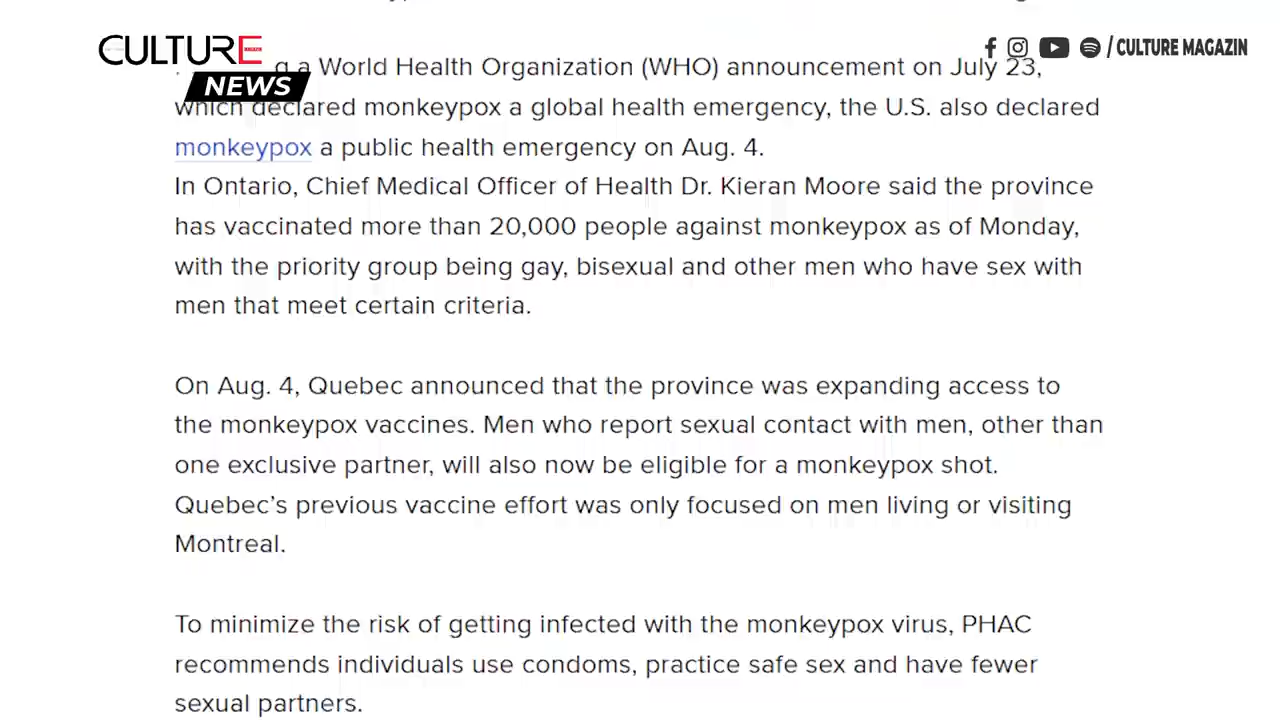 CULTURE
NEWS
/ CULTURE MAGAZIN
g a World Health Organization (WHO) announcement on July 23,
which declared monkeypox a global health emergency, the U.S. also declared
monkeypox a public health emergency on Aug. 4.
In Ontario, Chief Medical Officer of Health Dr. Kieran Moore said the province
has vaccinated more than 20,000 people against monkeypox as of Monday,
with the priority group being gay, bisexual and other men who have sex with
men that meet certain criteria.
On Aug. 4, Quebec announced that the province was expanding access to
the monkeypox vaccines. Men who report sexual contact with men, other than
one exclusive partner, will also now be eligible for a monkeypox shot.
Quebec’s previous vaccine effort was only focused on men living or visiting
Montreal.
To minimize the risk of getting infected with the monkeypox virus, PHAC
recommends individuals use condoms, practice safe sex and have fewer
sexual partners.